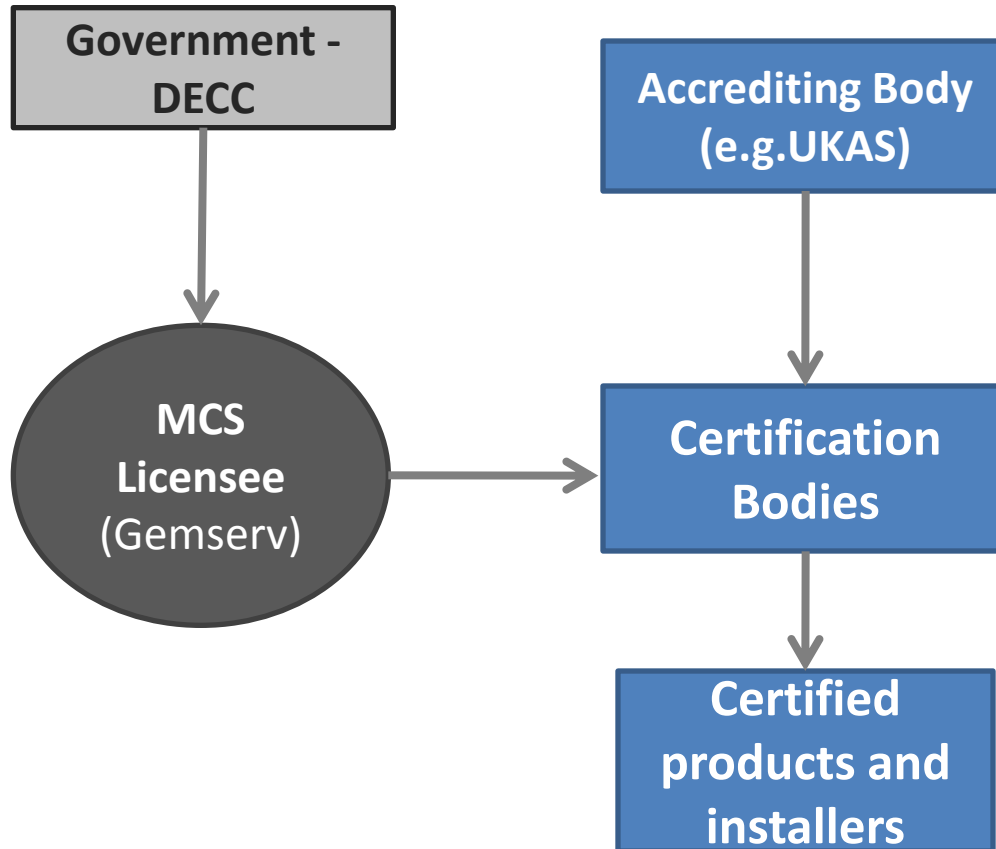 Government -
DECC
Accrediting Body
(e.g.UKAS)
MCS
Licensee
(Gemserv)
Certification
Bodies
Certified
products and
installers